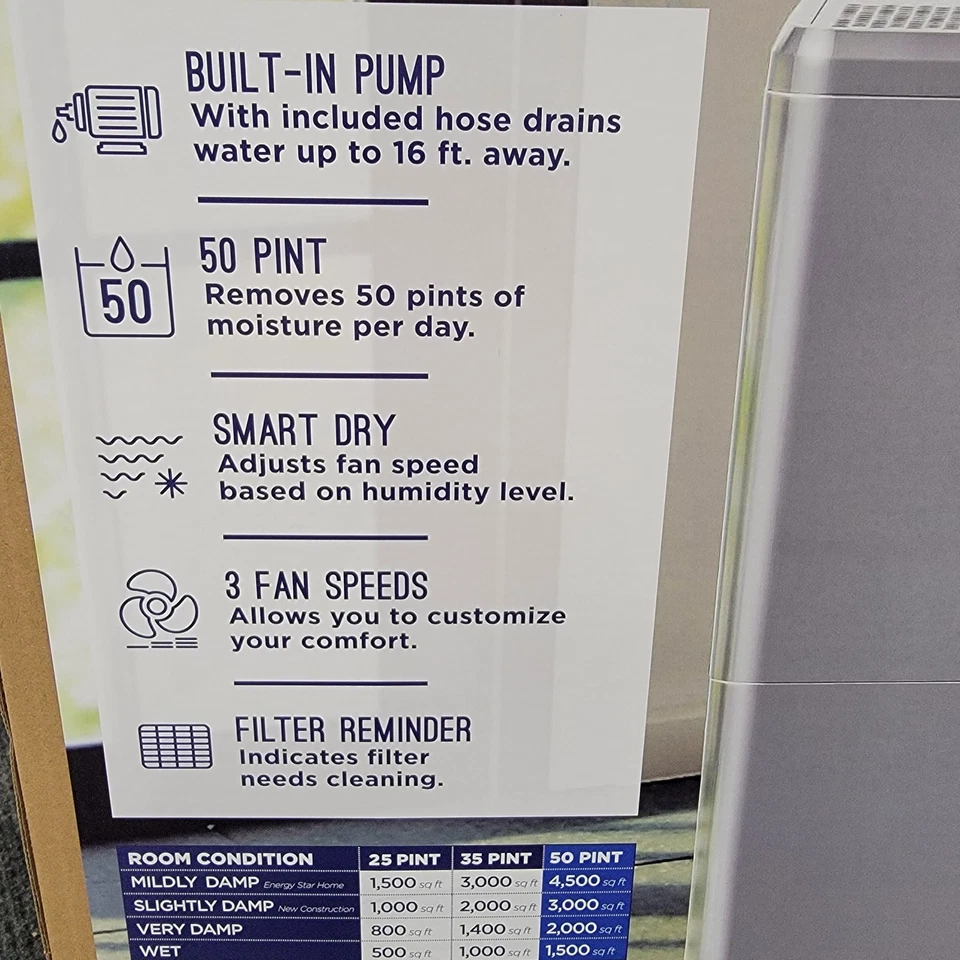 BUILT-IN PUMP
With included hose drains
water up to 16 ft. away.
50
50 PINT
Removes 50 pints of
moisture per day.
SMART DRY
Adjusts fan speed
based on humidity level.
3 FAN SPEEDS
Allows you to customize
your comfort.
FILTER REMINDER
Indicates filter
needs cleaning.
ROOM CONDITION 25 PINT 35 PINT 50 PINT
MILDLY DAMP Energy Star Home 1,500 sq ft 3,000 sq ft 4,500 sq ft
SLIGHTLY DAMP New Construction 1,000 sq ft 2,000 sq ft 3,000 sq ft
VERY DAMP 800 sq ft 1,400 sq ft 2,000 sq ft
WET 500 sq ft 1,000 sq ft 1,500 sq ft